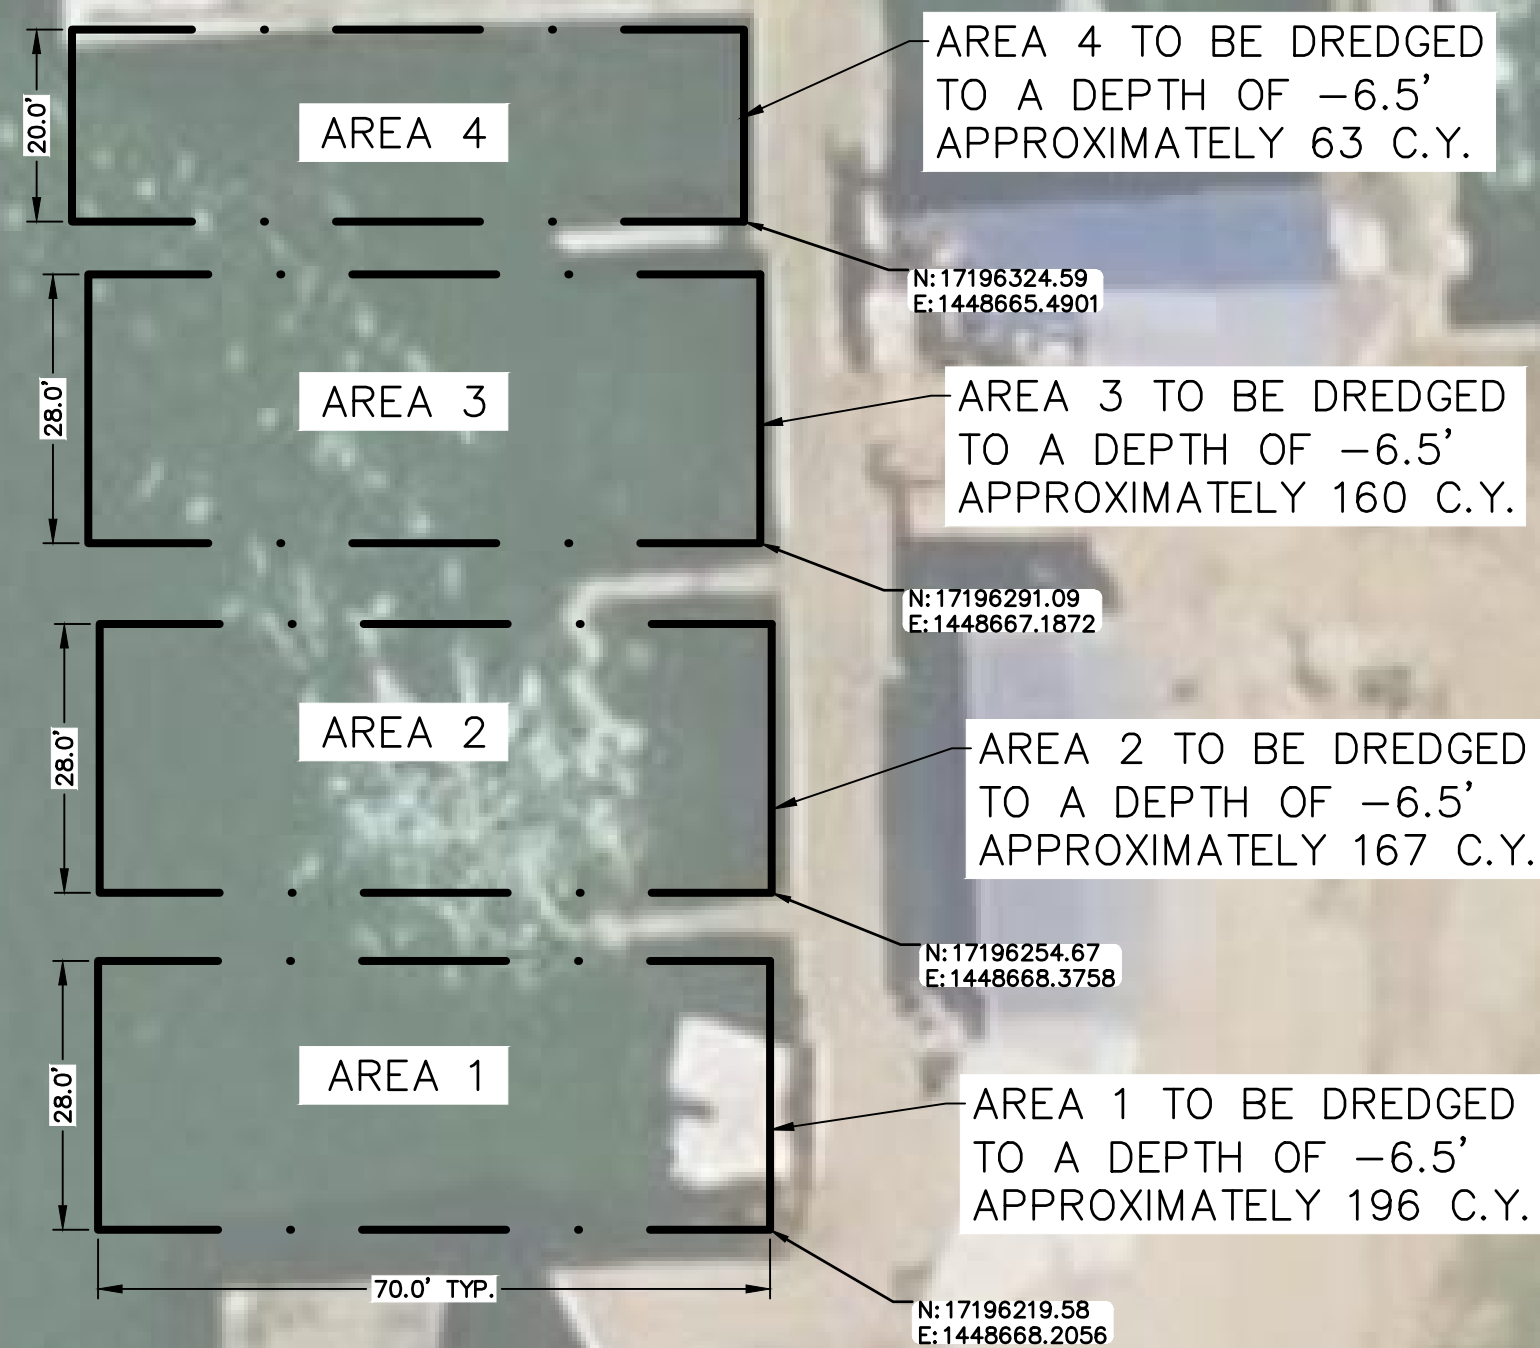 AREA 4 TO BE DREDGED
TO A DEPTH OF -6.5'
APPROXIMATELY 63 C.Y.
20.0'
AREA 4
N:17196324.59
E:1448665.4901
AREA 3 TO BE DREDGED
TO A DEPTH OF -6.5'
APPROXIMATELY 160 C.Y.
28.0'
AREA 3
N:17196291.09
E:1448667.1872
AREA 2 TO BE DREDGED
TO A DEPTH OF -6.5'
APPROXIMATELY 167 C.Y.
28.0'
AREA 2
N:17196254.67
E:1448668.3758
AREA 1 TO BE DREDGED
TO A DEPTH OF -6.5'
APPROXIMATELY 196 C.Y.
28.0'
AREA 1
70.0' TYP.
N:17196219.58
E:1448668.2056